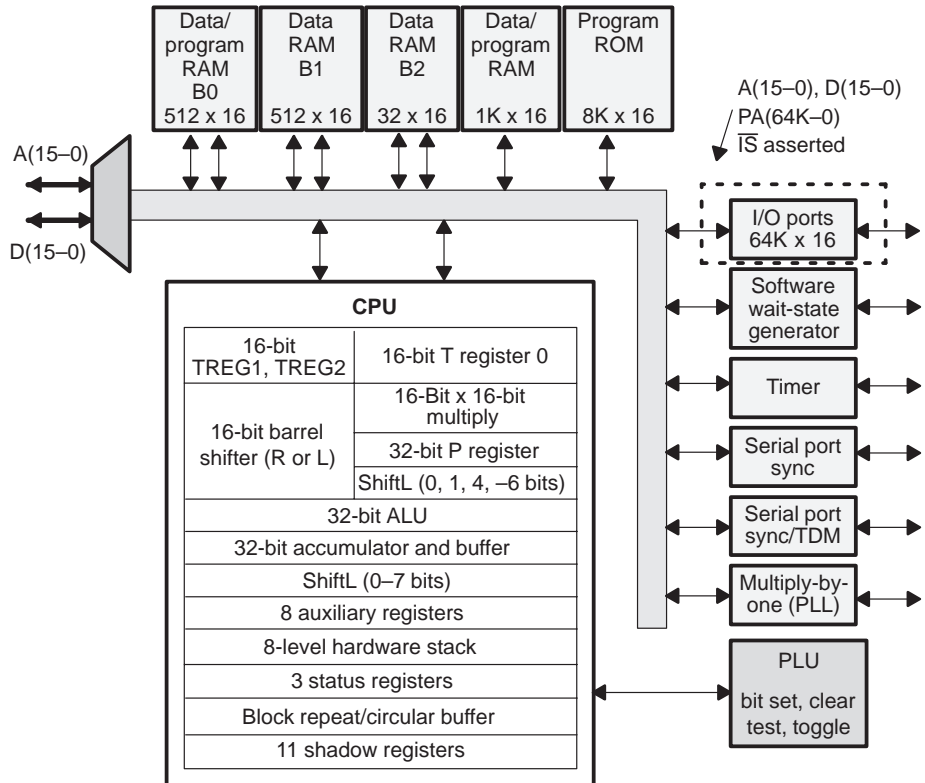 Data/
program
RAM
B0
512 x 16
Data
RAM
B1
512 x 16
Data
RAM
B2
32 x 16
Data/
program
RAM
1K x 16
Program
ROM
8K x 16
A(15–0), D(15–0)
PA(64K–0)
IS asserted
A(15–0)
D(15–0)
I/O ports
64K x 16
Software
wait-state
generator
Timer
Serial port
sync
Serial port
sync/TDM
Multiply-by-
one (PLL)
PLU
bit set, clear
test, toggle
CPU
16-bit
TREG1, TREG2
16-bit T register 0
16-bit barrel
shifter (R or L)
16-Bit x 16-bit
multiply
32-bit P register
ShiftL (0, 1, 4, –6 bits)
32-bit ALU
32-bit accumulator and buffer
ShiftL (0–7 bits)
8 auxiliary registers
8-level hardware stack
3 status registers
Block repeat/circular buffer
11 shadow registers